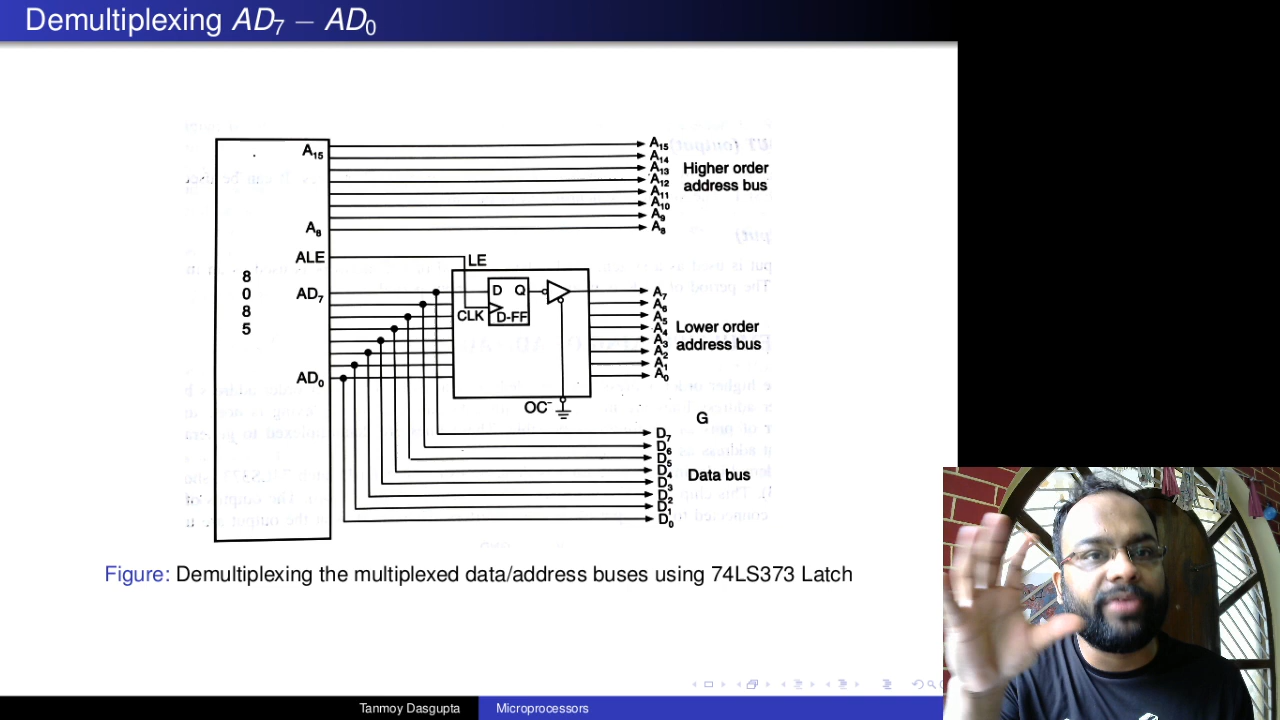 Demultiplexing AD₇ − AD₀
A₁₅
A₈
ALE
AD₇
AD₀
8
0
8
5
LE
D Q
CLK
D-FF
OC⁻
A₁₅
A₁₄
A₁₃
A₁₂
A₁₁
A₁₀
A₉
A₈
Higher order
address bus
A₇
A₆
A₅
A₄
A₃
A₂
A₁
A₀
Lower order
address bus
G
D₇
D₆
D₅
D₄
D₃
D₂
D₁
D₀
Data bus
Figure: Demultiplexing the multiplexed data/address buses using 74LS373 Latch
Tanmoy Dasgupta
Microprocessors